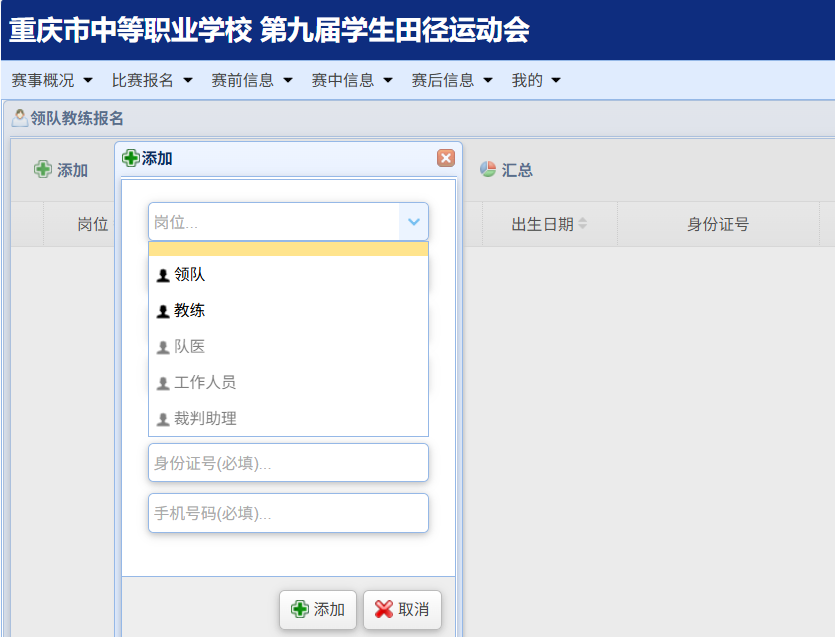 重庆市中等职业学校 第九届学生田径运动会
赛事概况 比赛报名 赛前信息 赛中信息 赛后信息 我的
领队教练报名
添加 添加 汇总
岗位 岗位... 出生日期 身份证号
领队
教练
队医
工作人员
裁判助理
身份证号(必填)...
手机号码(必填)...
添加 取消